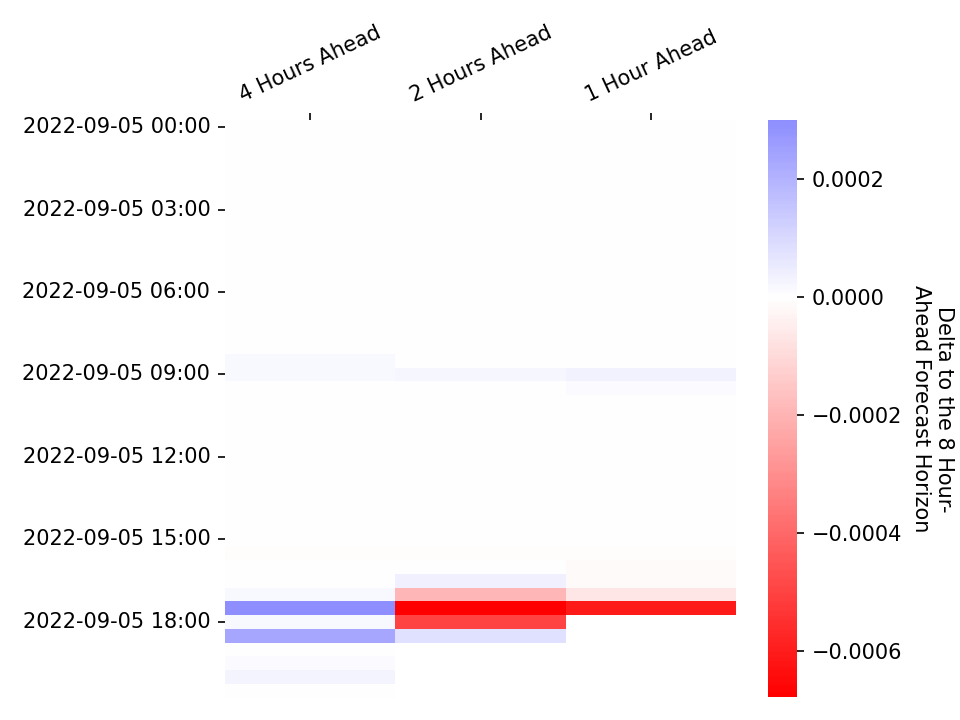 4 Hours Ahead
2 Hours Ahead
1 Hour Ahead
2022-09-05 00:00
2022-09-05 03:00
2022-09-05 06:00
2022-09-05 09:00
2022-09-05 12:00
2022-09-05 15:00
2022-09-05 18:00
0.0002
0.0000
−0.0002
−0.0004
−0.0006
Delta to the 8 Hour-
Ahead Forecast Horizon